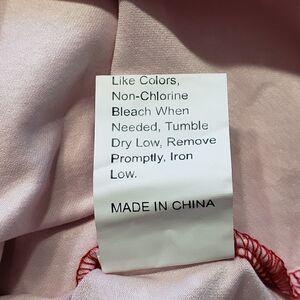 Like Colors,
Non-Chlorine
Bleach When
Needed, Tumble
Dry Low, Remove
Promptly, Iron
Low.
MADE IN CHINA